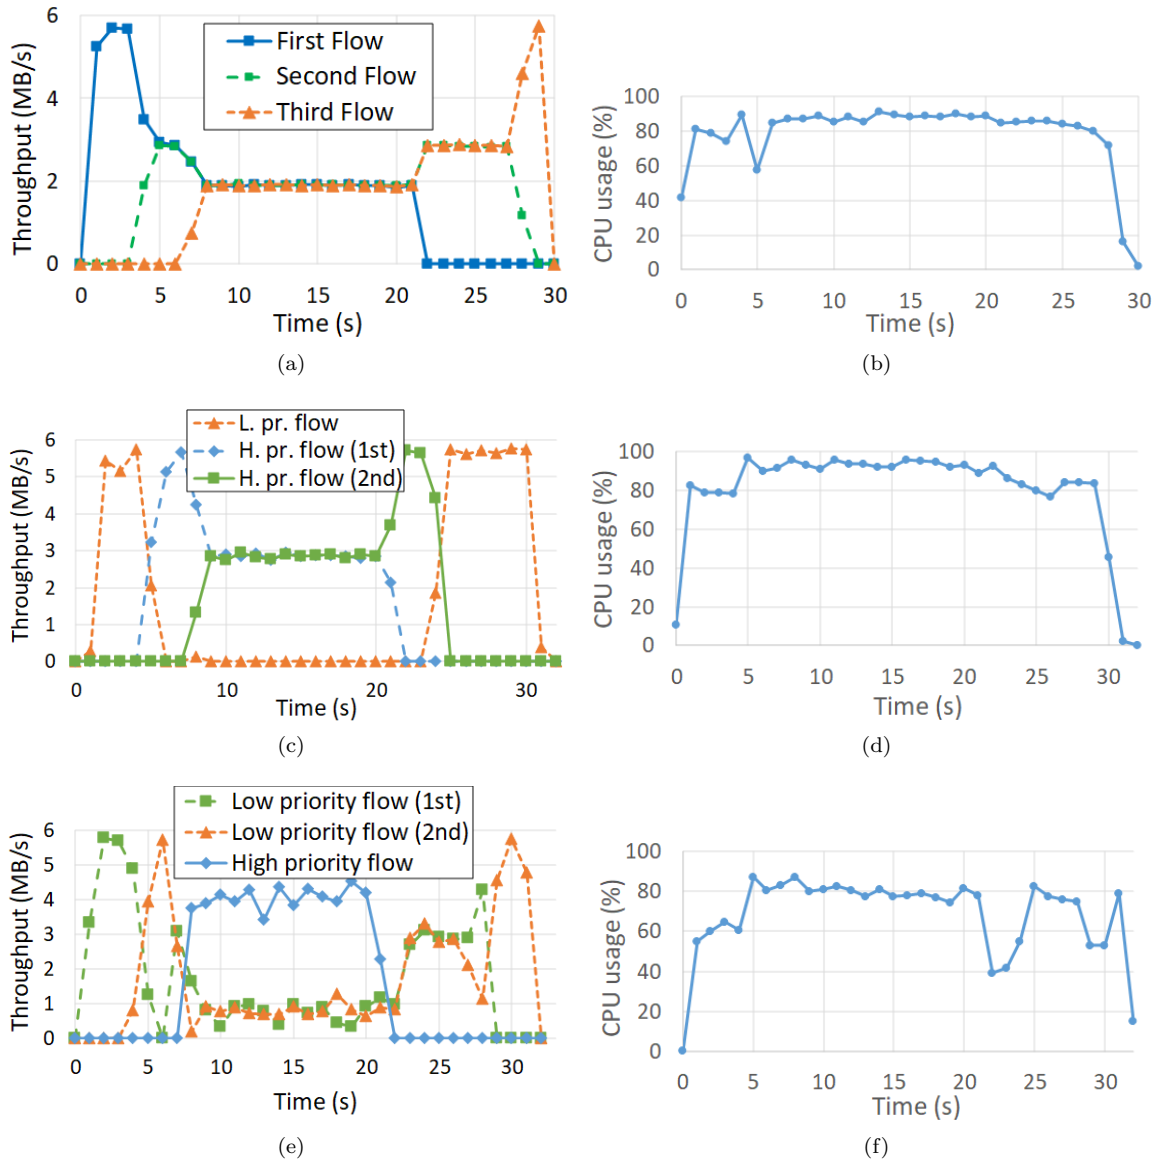 First Flow
Second Flow
Third Flow
Throughput (MB/s)
6
4
2
0
0 5 10 15 20 25 30
Time (s)
(a)
CPU usage (%)
100
80
60
40
20
0
0 5 10 15 20 25 30
Time (s)
(b)
L. pr. flow
H. pr. flow (1st)
H. pr. flow (2nd)
Throughput (MB/s)
6
5
4
3
2
1
0
0 10 20 30
Time (s)
(c)
CPU usage (%)
100
80
60
40
20
0
0 5 10 15 20 25 30
Time (s)
(d)
Low priority flow (1st)
Low priority flow (2nd)
High priority flow
Throughput (MB/s)
6
5
4
3
2
1
0
0 5 10 15 20 25 30
Time (s)
(e)
CPU usage (%)
100
80
60
40
20
0
0 5 10 15 20 25 30
Time (s)
(f)